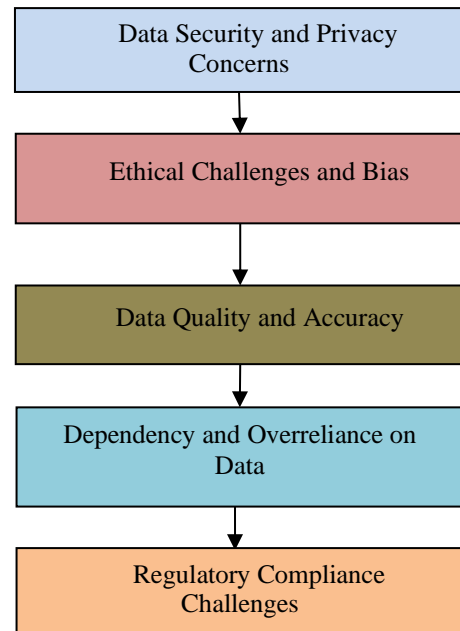 Data Security and Privacy
Concerns
Ethical Challenges and Bias
Data Quality and Accuracy
Dependency and Overreliance on
Data
Regulatory Compliance
Challenges